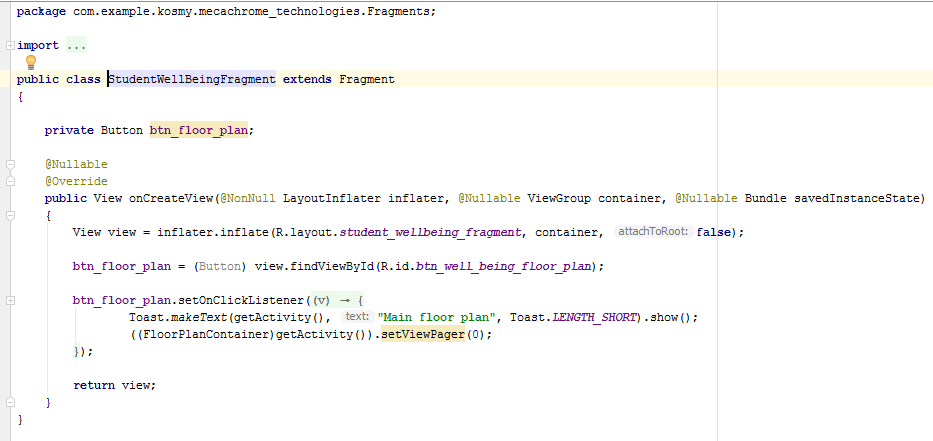 package com.example.kosmy.mecachrome_technologies.Fragments;
import ...
public class StudentWellBeingFragment extends Fragment
{
private Button btn_floor_plan;
@Nullable
@Override
public View onCreateView(@NonNull LayoutInflater inflater, @Nullable ViewGroup container, @Nullable Bundle savedInstanceState)
{
View view = inflater.inflate(R.layout.student_wellbeing_fragment, container, attachToRoot: false);
btn_floor_plan = (Button) view.findViewById(R.id.btn_well_being_floor_plan);
btn_floor_plan.setOnClickListener((v) → {
Toast.makeText(getActivity(), text: "Main floor plan", Toast.LENGTH_SHORT).show();
((FloorPlanContainer)getActivity()).setViewPager(0);
});
return view;
}
}